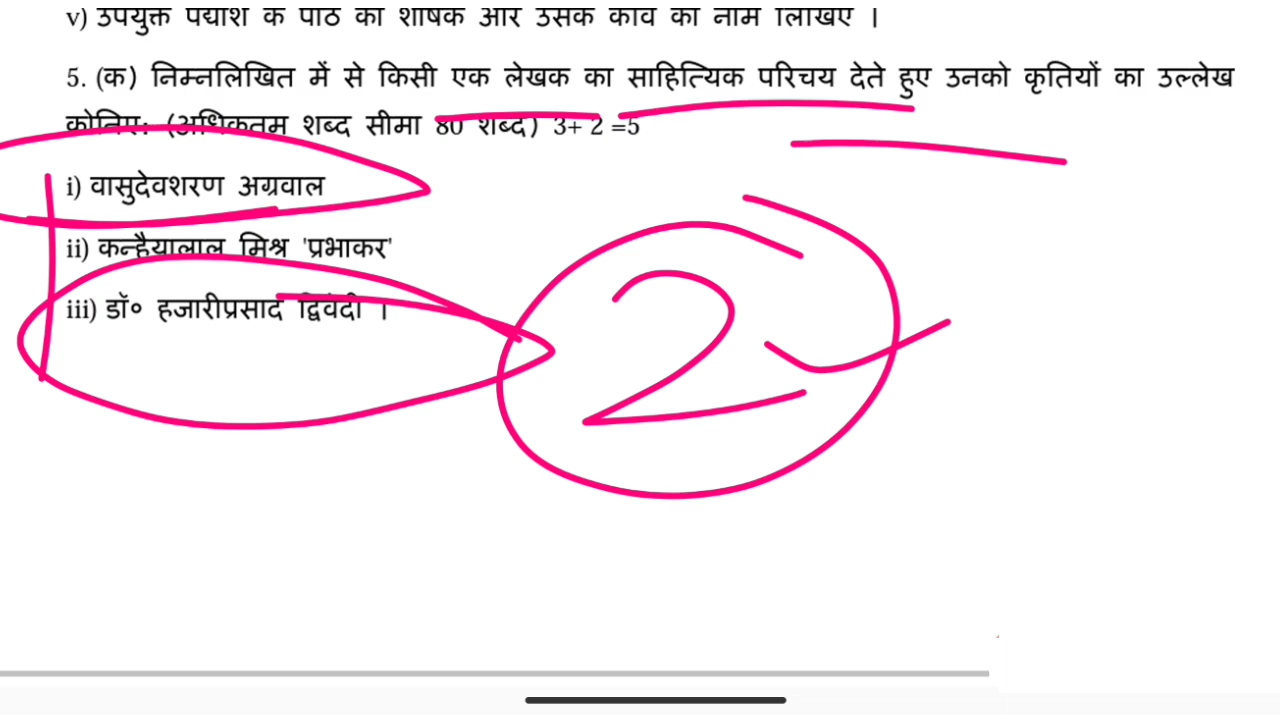 v) उपर्युक्त पद्यांश के पाठ का शीर्षक और उसके कवि का नाम लिखिए ।
5. (क) निम्नलिखित में से किसी एक लेखक का साहित्यिक परिचय देते हुए उनको कृतियों का उल्लेख
कीजिए: (अधिकतम शब्द सीमा 80 शब्द) 3+ 2 =5
i) वासुदेवशरण अग्रवाल
ii) कन्हैयालाल मिश्र 'प्रभाकर'
iii) डॉ० हजारीप्रसाद द्विवेदी ।
2